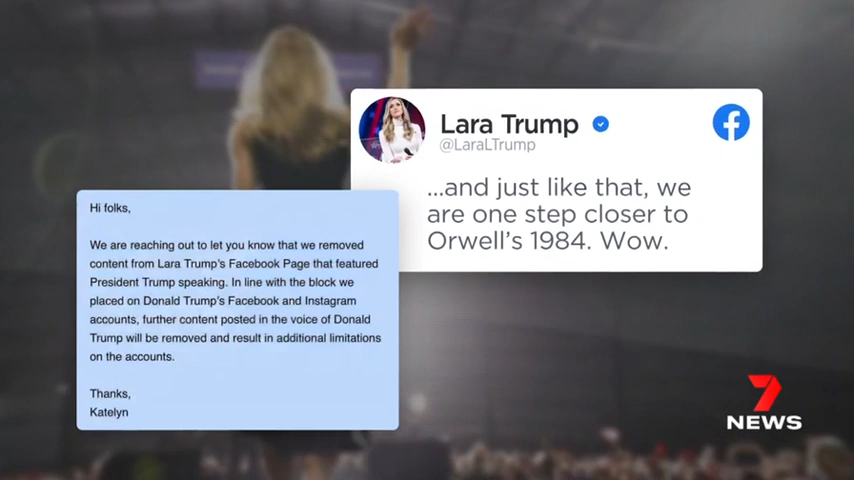 Lara Trump
@LaraLTrump
...and just like that, we
are one step closer to
Orwell's 1984. Wow.
Hi folks,
We are reaching out to let you know that we removed
content from Lara Trump's Facebook Page that featured
President Trump speaking. In line with the block we
placed on Donald Trump's Facebook and Instagram
accounts, further content posted in the voice of Donald
Trump will be removed and result in additional limitations
on the accounts.
Thanks,
Katelyn
7
NEWS